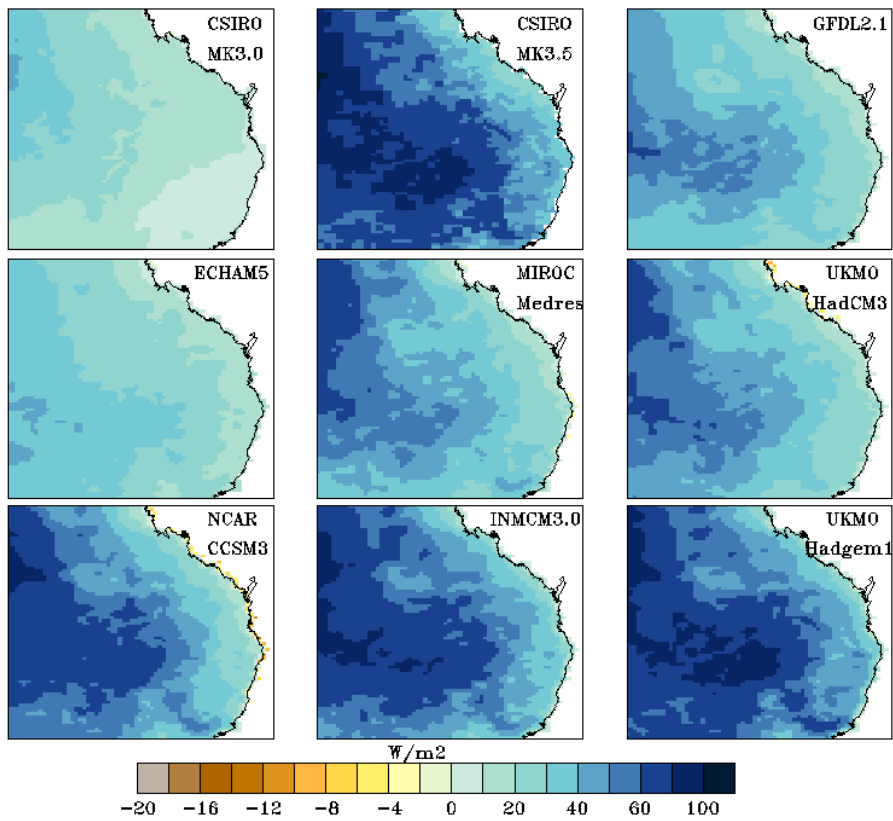 CSIRO
MK3.0
CSIRO
MK3.5
GFDL2.1
ECHAM5
MIROC
Medres
UKMO
HadCM3
NCAR
CCSM3
INMCM3.0
UKMO
Hadgem1
W/m2
-20 -16 -12 -8 -4 0 20 40 60 100